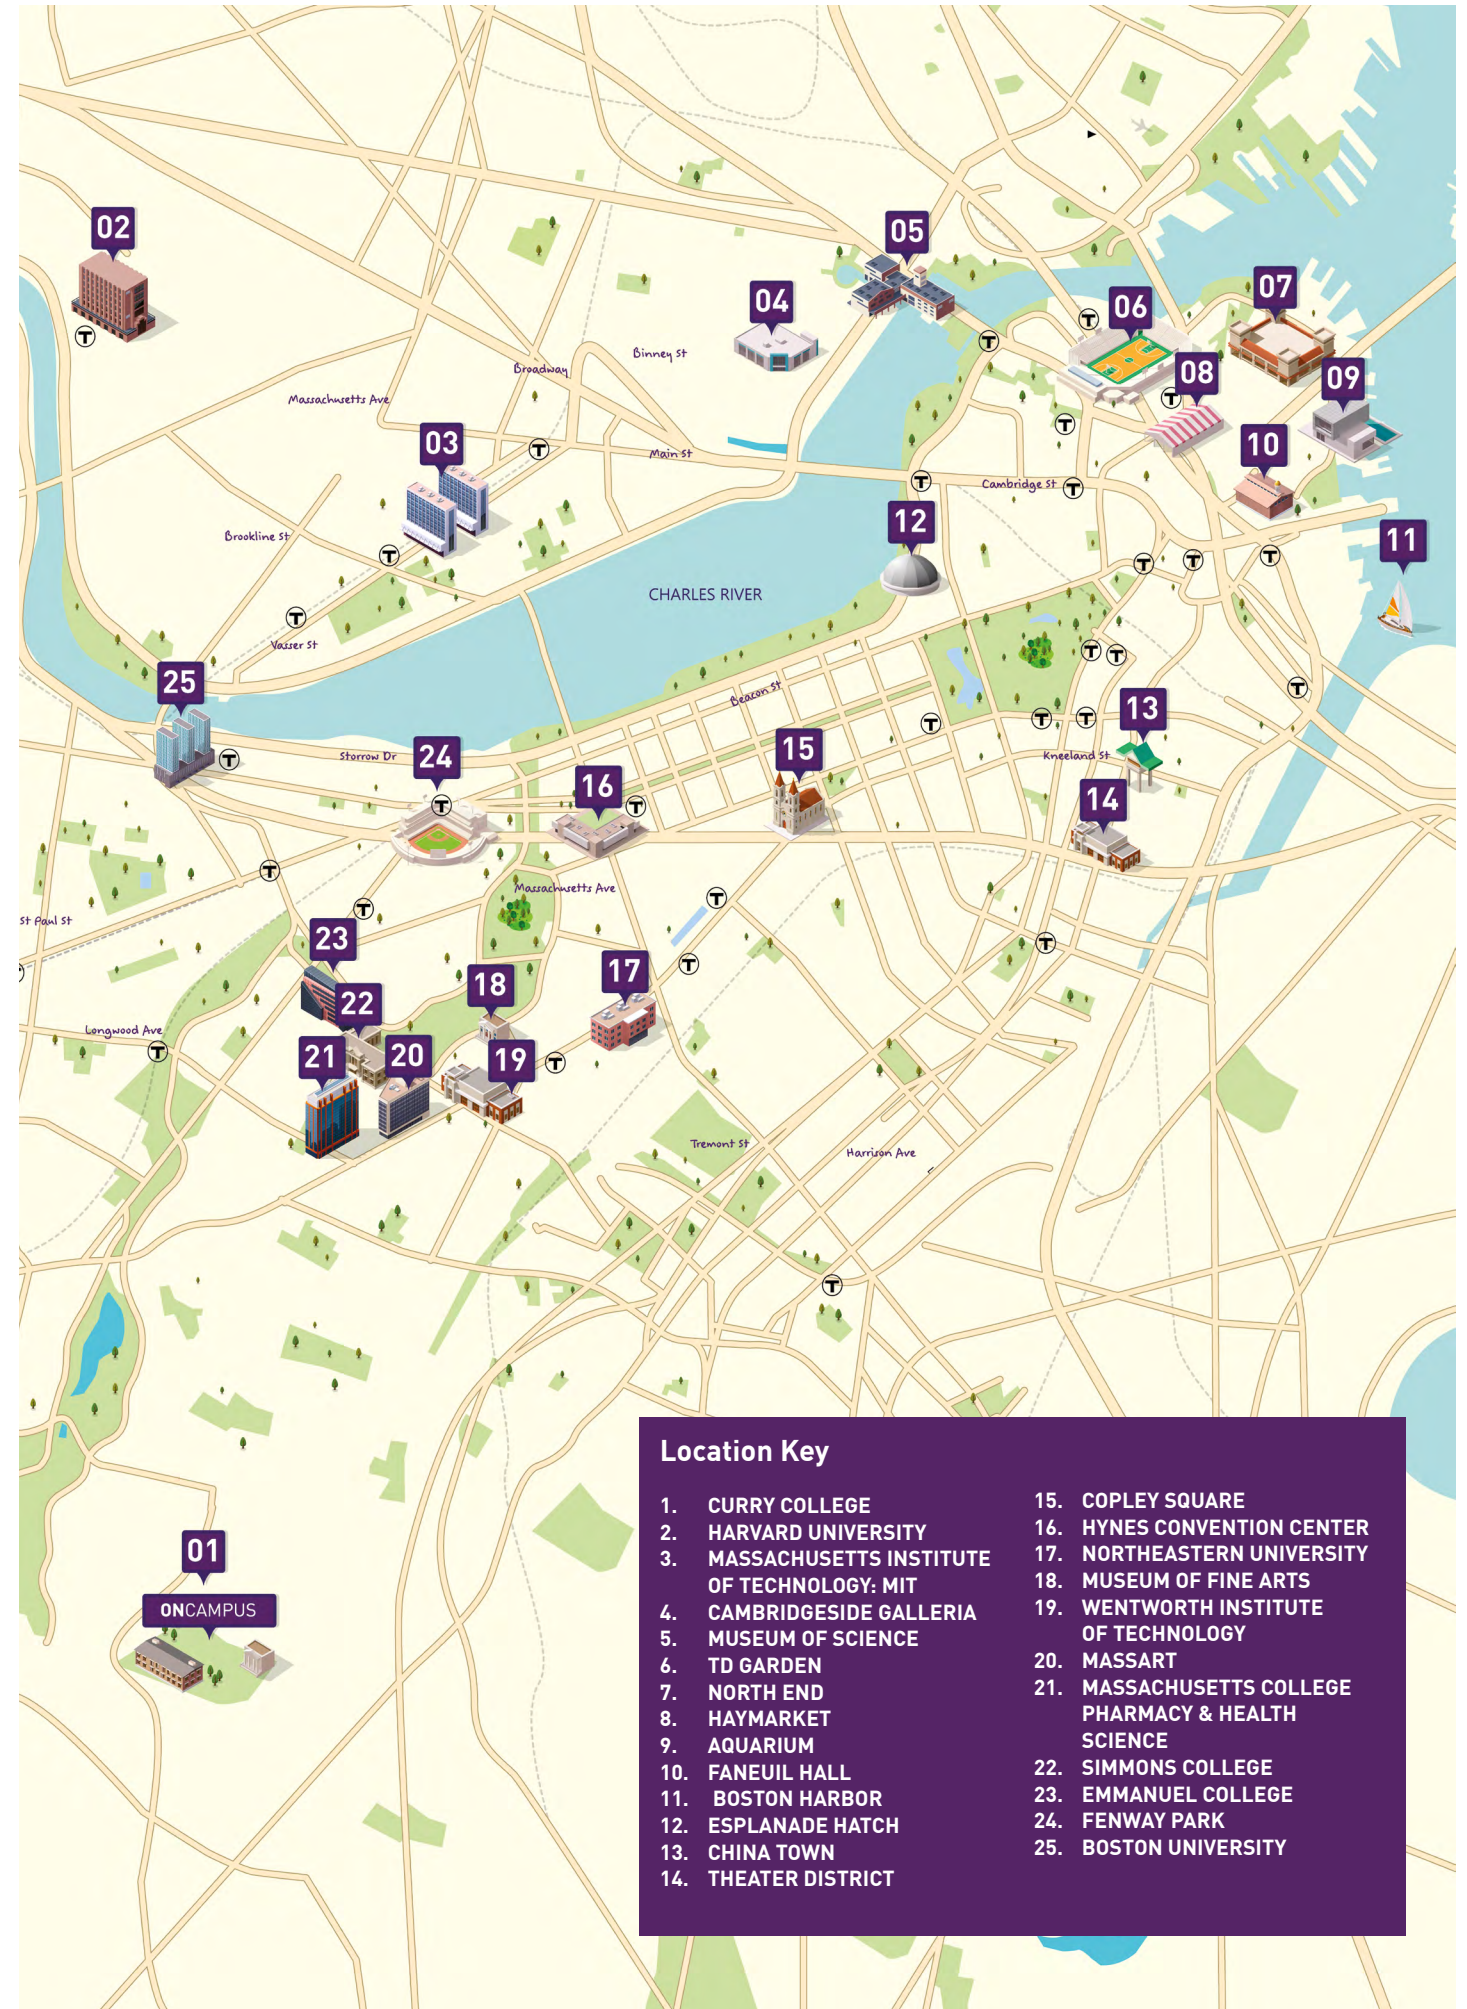 02
05
04
07
06
08
09
Binney St
Broadway
Massachusetts Ave
03
10
Main St
Cambridge St
12
11
Brookline St
CHARLES RIVER
Vasser St
25
Beacon St
13
24
15
Storrow Dr
Kneeland St
16
14
Massachusetts Ave
St Paul St
23
17
18
22
Longwood Ave
21
20
19
Tremont St
Harrison Ave
01
ONCAMPUS
Location Key
1. CURRY COLLEGE
2. HARVARD UNIVERSITY
3. MASSACHUSETTS INSTITUTE
OF TECHNOLOGY: MIT
4. CAMBRIDGESIDE GALLERIA
5. MUSEUM OF SCIENCE
6. TD GARDEN
7. NORTH END
8. HAYMARKET
9. AQUARIUM
10. FANEUIL HALL
11. BOSTON HARBOR
12. ESPLANADE HATCH
13. CHINA TOWN
14. THEATER DISTRICT
15. COPLEY SQUARE
16. HYNES CONVENTION CENTER
17. NORTHEASTERN UNIVERSITY
18. MUSEUM OF FINE ARTS
19. WENTWORTH INSTITUTE
OF TECHNOLOGY
20. MASSART
21. MASSACHUSETTS COLLEGE
PHARMACY & HEALTH
SCIENCE
22. SIMMONS COLLEGE
23. EMMANUEL COLLEGE
24. FENWAY PARK
25. BOSTON UNIVERSITY